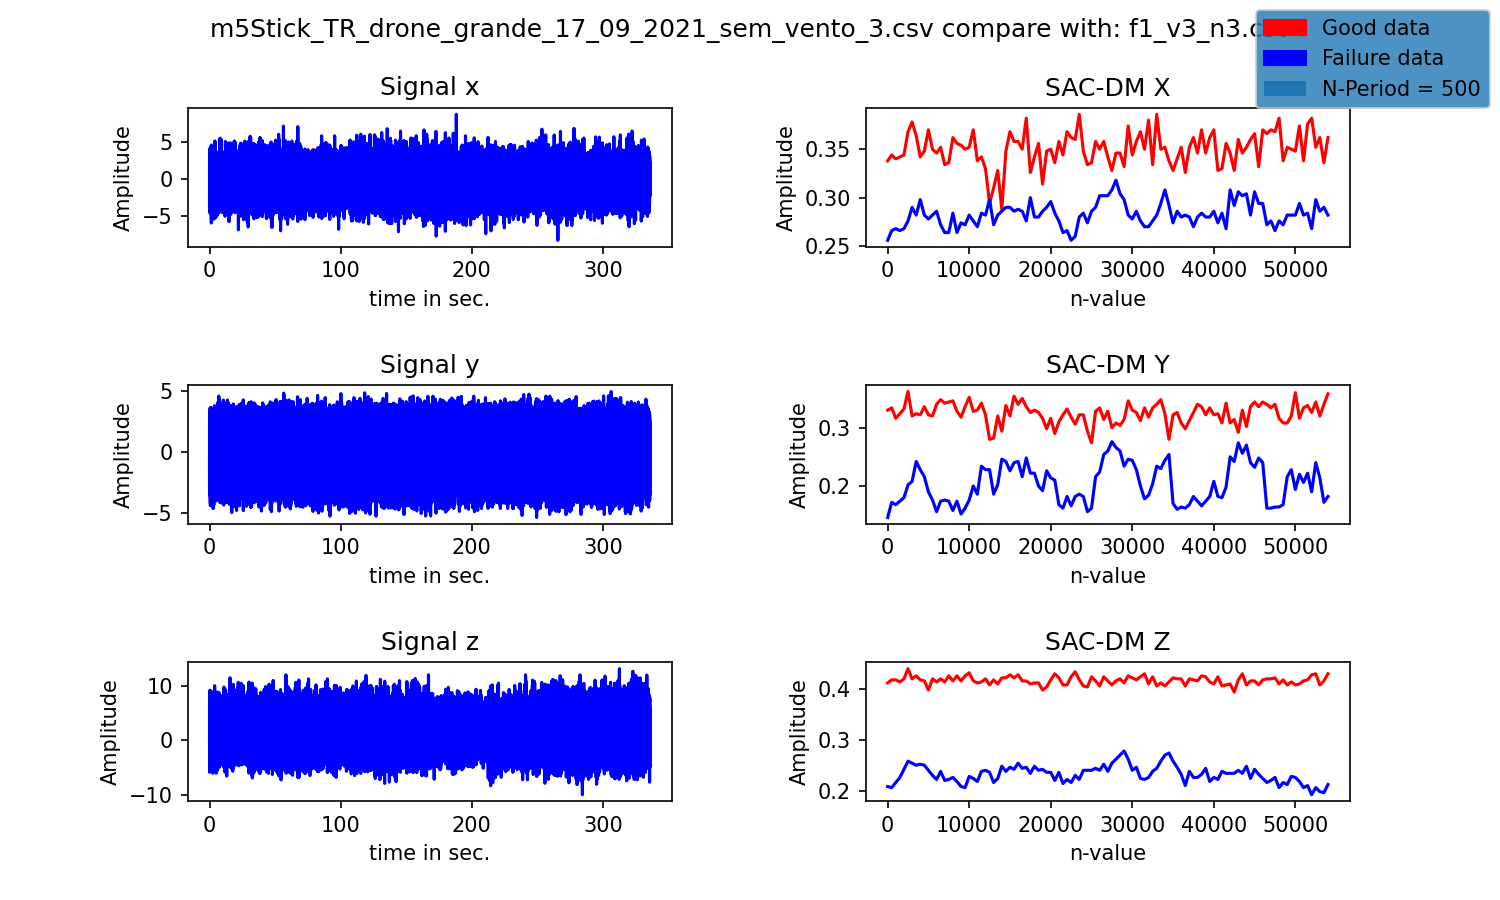 m5Stick_TR_drone_grande_17_09_2021_sem_vento_3.csv compare with: f1_v3_n3.csv
Good data
Failure data
N-Period = 500
Signal x
Amplitude
5
0
−5
0 100 200 300
time in sec.
SAC-DM X
Amplitude
0.35
0.30
0.25
0 10000 20000 30000 40000 50000
n-value
Signal y
Amplitude
5
0
−5
0 100 200 300
time in sec.
SAC-DM Y
Amplitude
0.3
0.2
0 10000 20000 30000 40000 50000
n-value
Signal z
Amplitude
10
0
−10
0 100 200 300
time in sec.
SAC-DM Z
Amplitude
0.4
0.3
0.2
0 10000 20000 30000 40000 50000
n-value